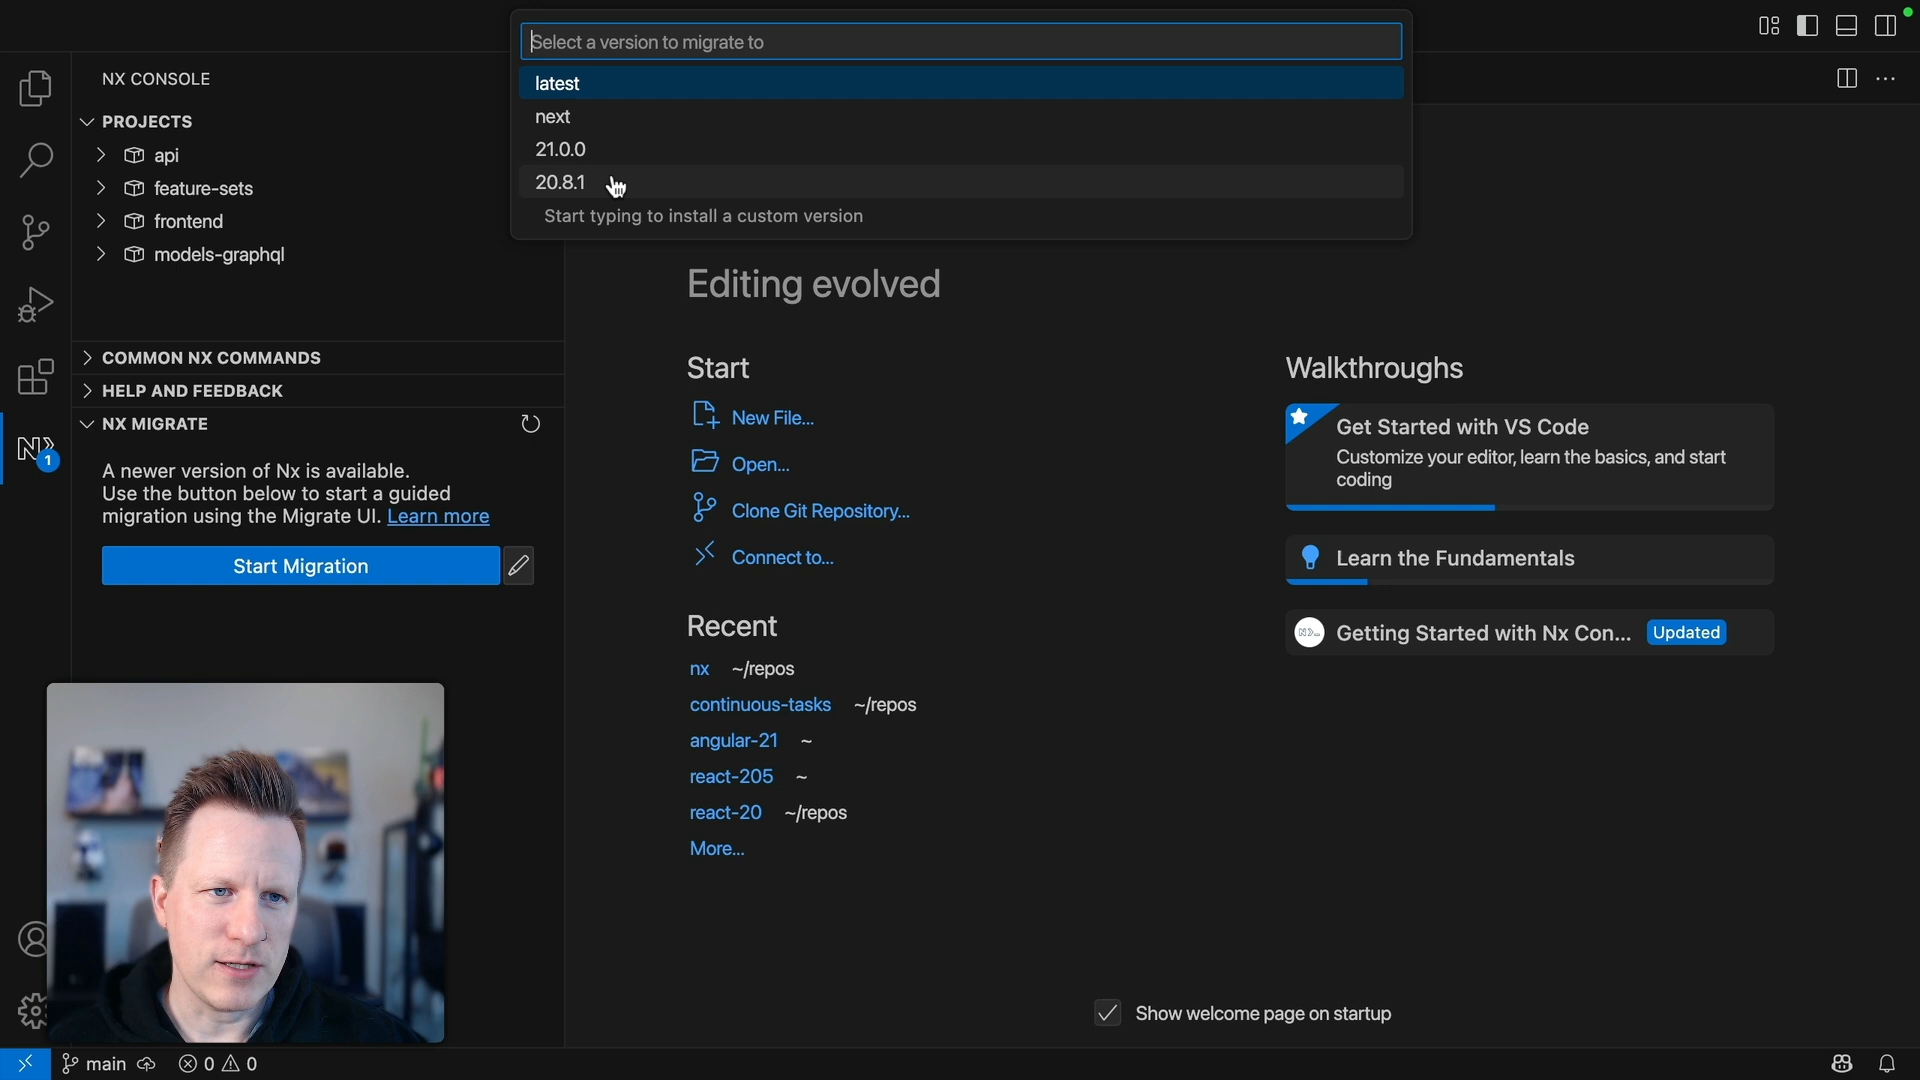 Select a version to migrate to
latest
next
21.0.0
20.8.1
Start typing to install a custom version
NX CONSOLE
PROJECTS
api
feature-sets
frontend
models-graphql
COMMON NX COMMANDS
HELP AND FEEDBACK
NX MIGRATE
A newer version of Nx is available.
Use the button below to start a guided
migration using the Migrate UI. Learn more
Start Migration
1
Editing evolved
Start
New File...
Open...
Clone Git Repository...
Connect to...
Recent
nx ~/repos
continuous-tasks ~/repos
angular-21 ~
react-205 ~
react-20 ~/repos
More...
Walkthroughs
Get Started with VS Code
Customize your editor, learn the basics, and start
coding
Learn the Fundamentals
Getting Started with Nx Con... Updated
Show welcome page on startup
main 0 0